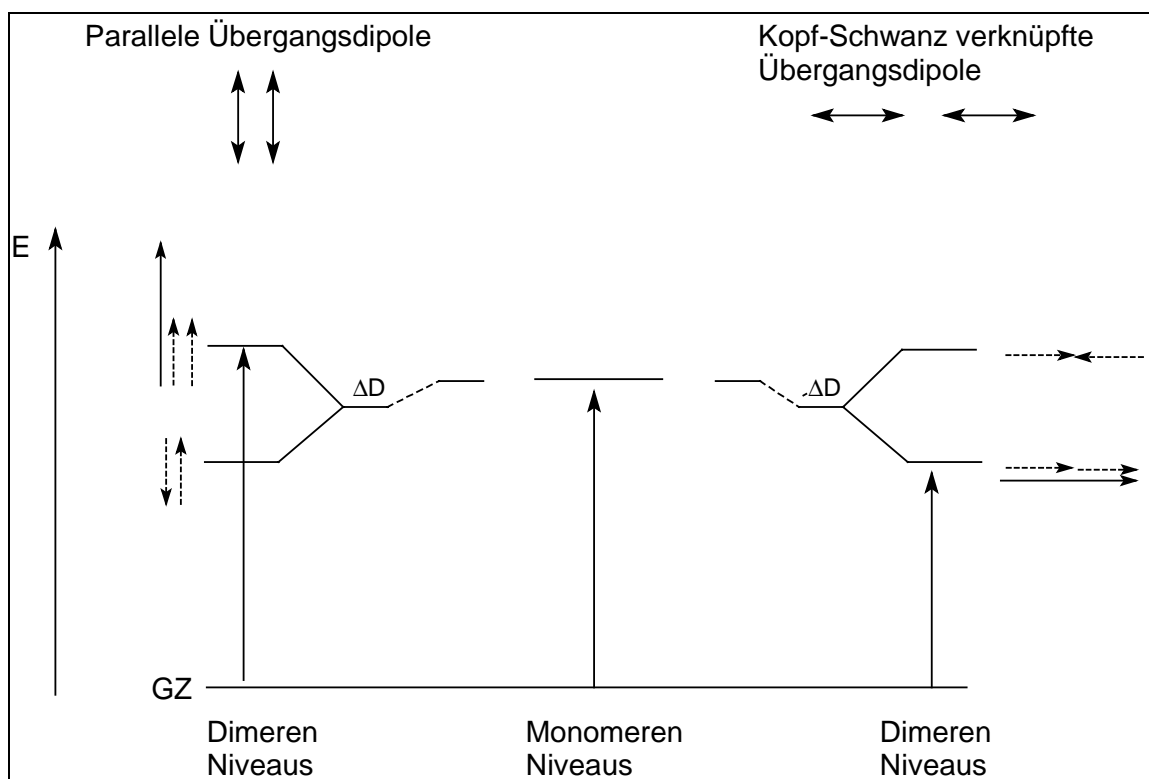 Parallele Übergangsdipole
Kopf-Schwanz verknüpfte
Übergangsdipole
E
ΔD
-ΔD
GZ
Dimeren
Niveaus
Monomeren
Niveaus
Dimeren
Niveaus